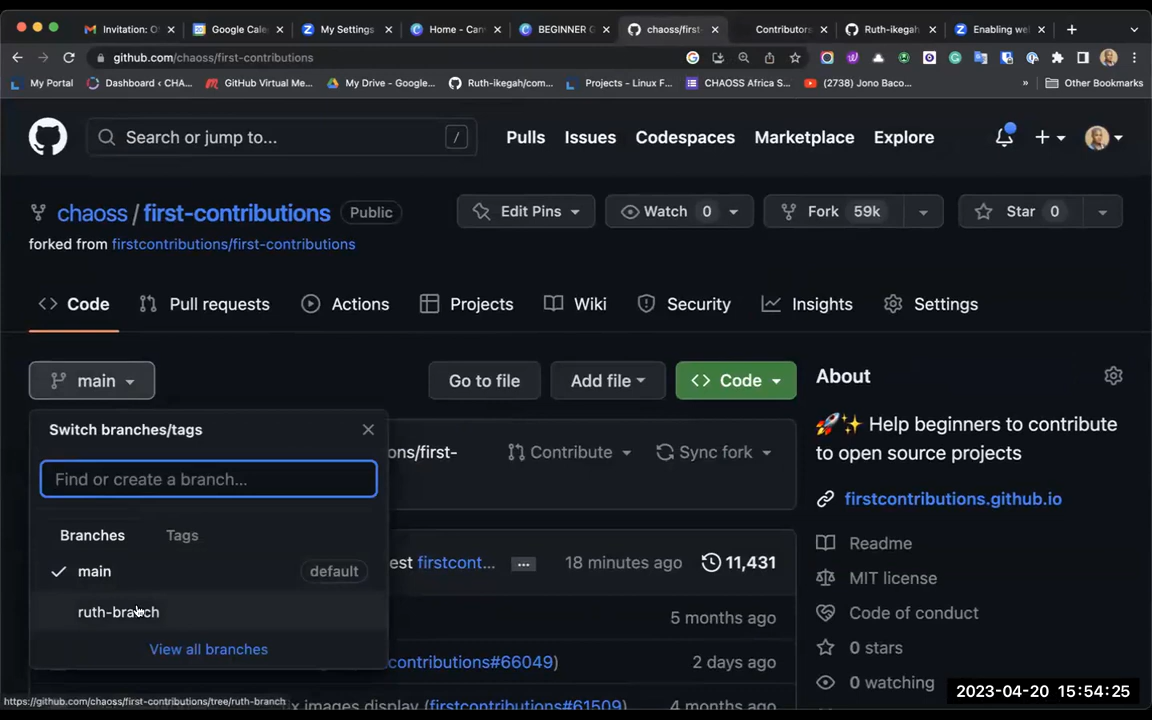 Invitation: O
Google Cale
My Settings
Home - Can
BEGINNER G
chaoss/first-
Contributors
Ruth-ikegah
Enabling we
github.com/chaoss/first-contributions
My Portal
Dashboard ‹ CHA...
GitHub Virtual Me...
My Drive - Google...
Ruth-ikegah/com...
Projects - Linux F...
CHAOSS Africa S...
(2738) Jono Baco...
»
Other Bookmarks
Search or jump to...
/
Pulls
Issues
Codespaces
Marketplace
Explore
chaoss / first-contributions
Public
Edit Pins
Watch 0
Fork 59k
Star 0
forked from firstcontributions/first-contributions
Code
Pull requests
Actions
Projects
Wiki
Security
Insights
Settings
main
Go to file
Add file
Code
About
Switch branches/tags
Find or create a branch...
Branches
Tags
main
default
ruth-branch
View all branches
ons/first-
Contribute
Sync fork
est firstcont...
...
18 minutes ago
11,431
5 months ago
contributions#66049)
2 days ago
x images display (firstcontributions#61509)
4 months ago
🚀✨ Help beginners to contribute
to open source projects
firstcontributions.github.io
Readme
MIT license
Code of conduct
0 stars
0 watching
https://github.com/chaoss/first-contributions/tree/ruth-branch
2023-04-20 15:54:25